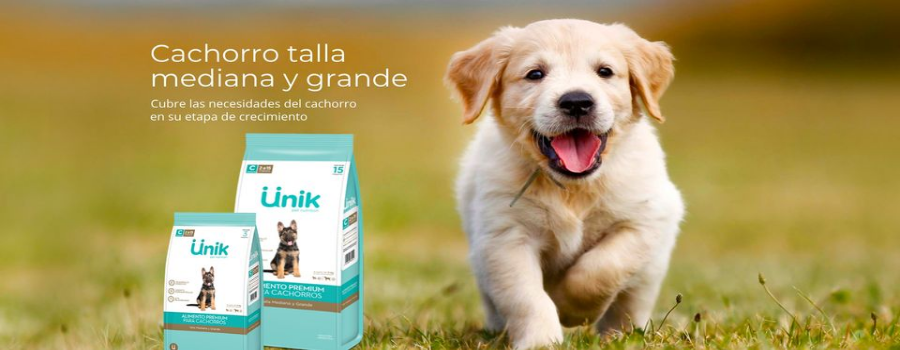 Cachorro talla
mediana y grande
Cubre las necesidades del cachorro
en su etapa de crecimiento
15
Ünik
ALIMENTO PREMIUM
PARA CACHORROS
Ünik
ALIMENTO PREMIUM
PARA CACHORROS